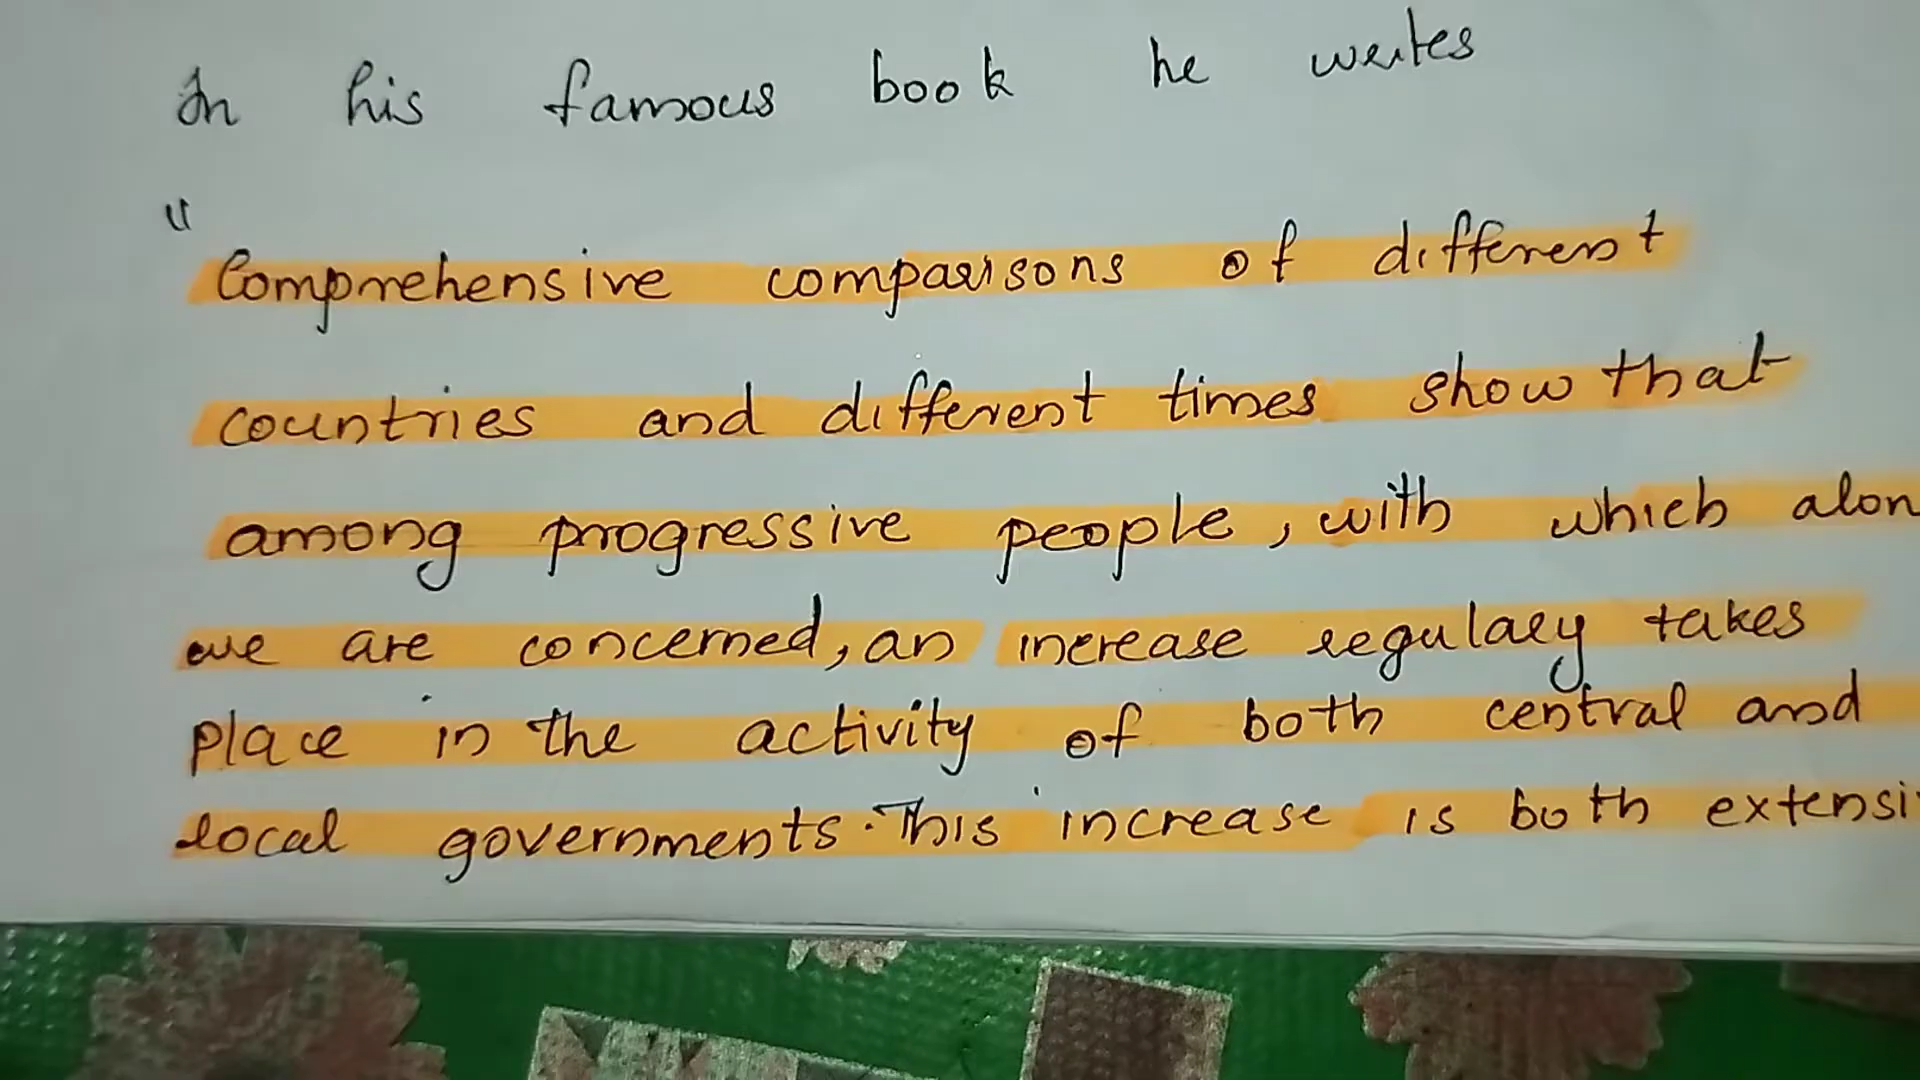 In his famous book he writes
"Comprehensive comparisons of different
countries and different times show that
among progressive people, with which alon
we are concerned, an increase regulary takes
place in the activity of both central and
local governments. This increase is both extensi